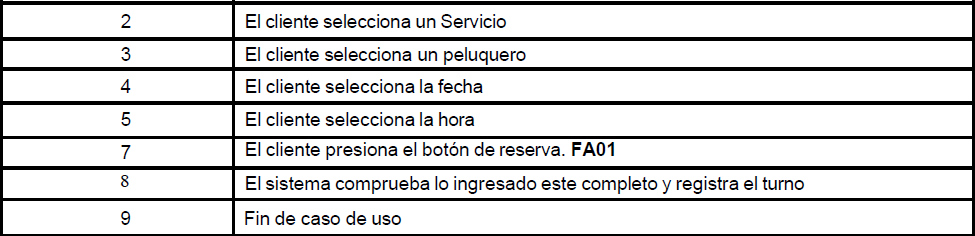 2 El cliente selecciona un Servicio
3 El cliente selecciona un peluquero
4 El cliente selecciona la fecha
5 El cliente selecciona la hora
7 El cliente presiona el botón de reserva. FA01
8 El sistema comprueba lo ingresado este completo y registra el turno
9 Fin de caso de uso